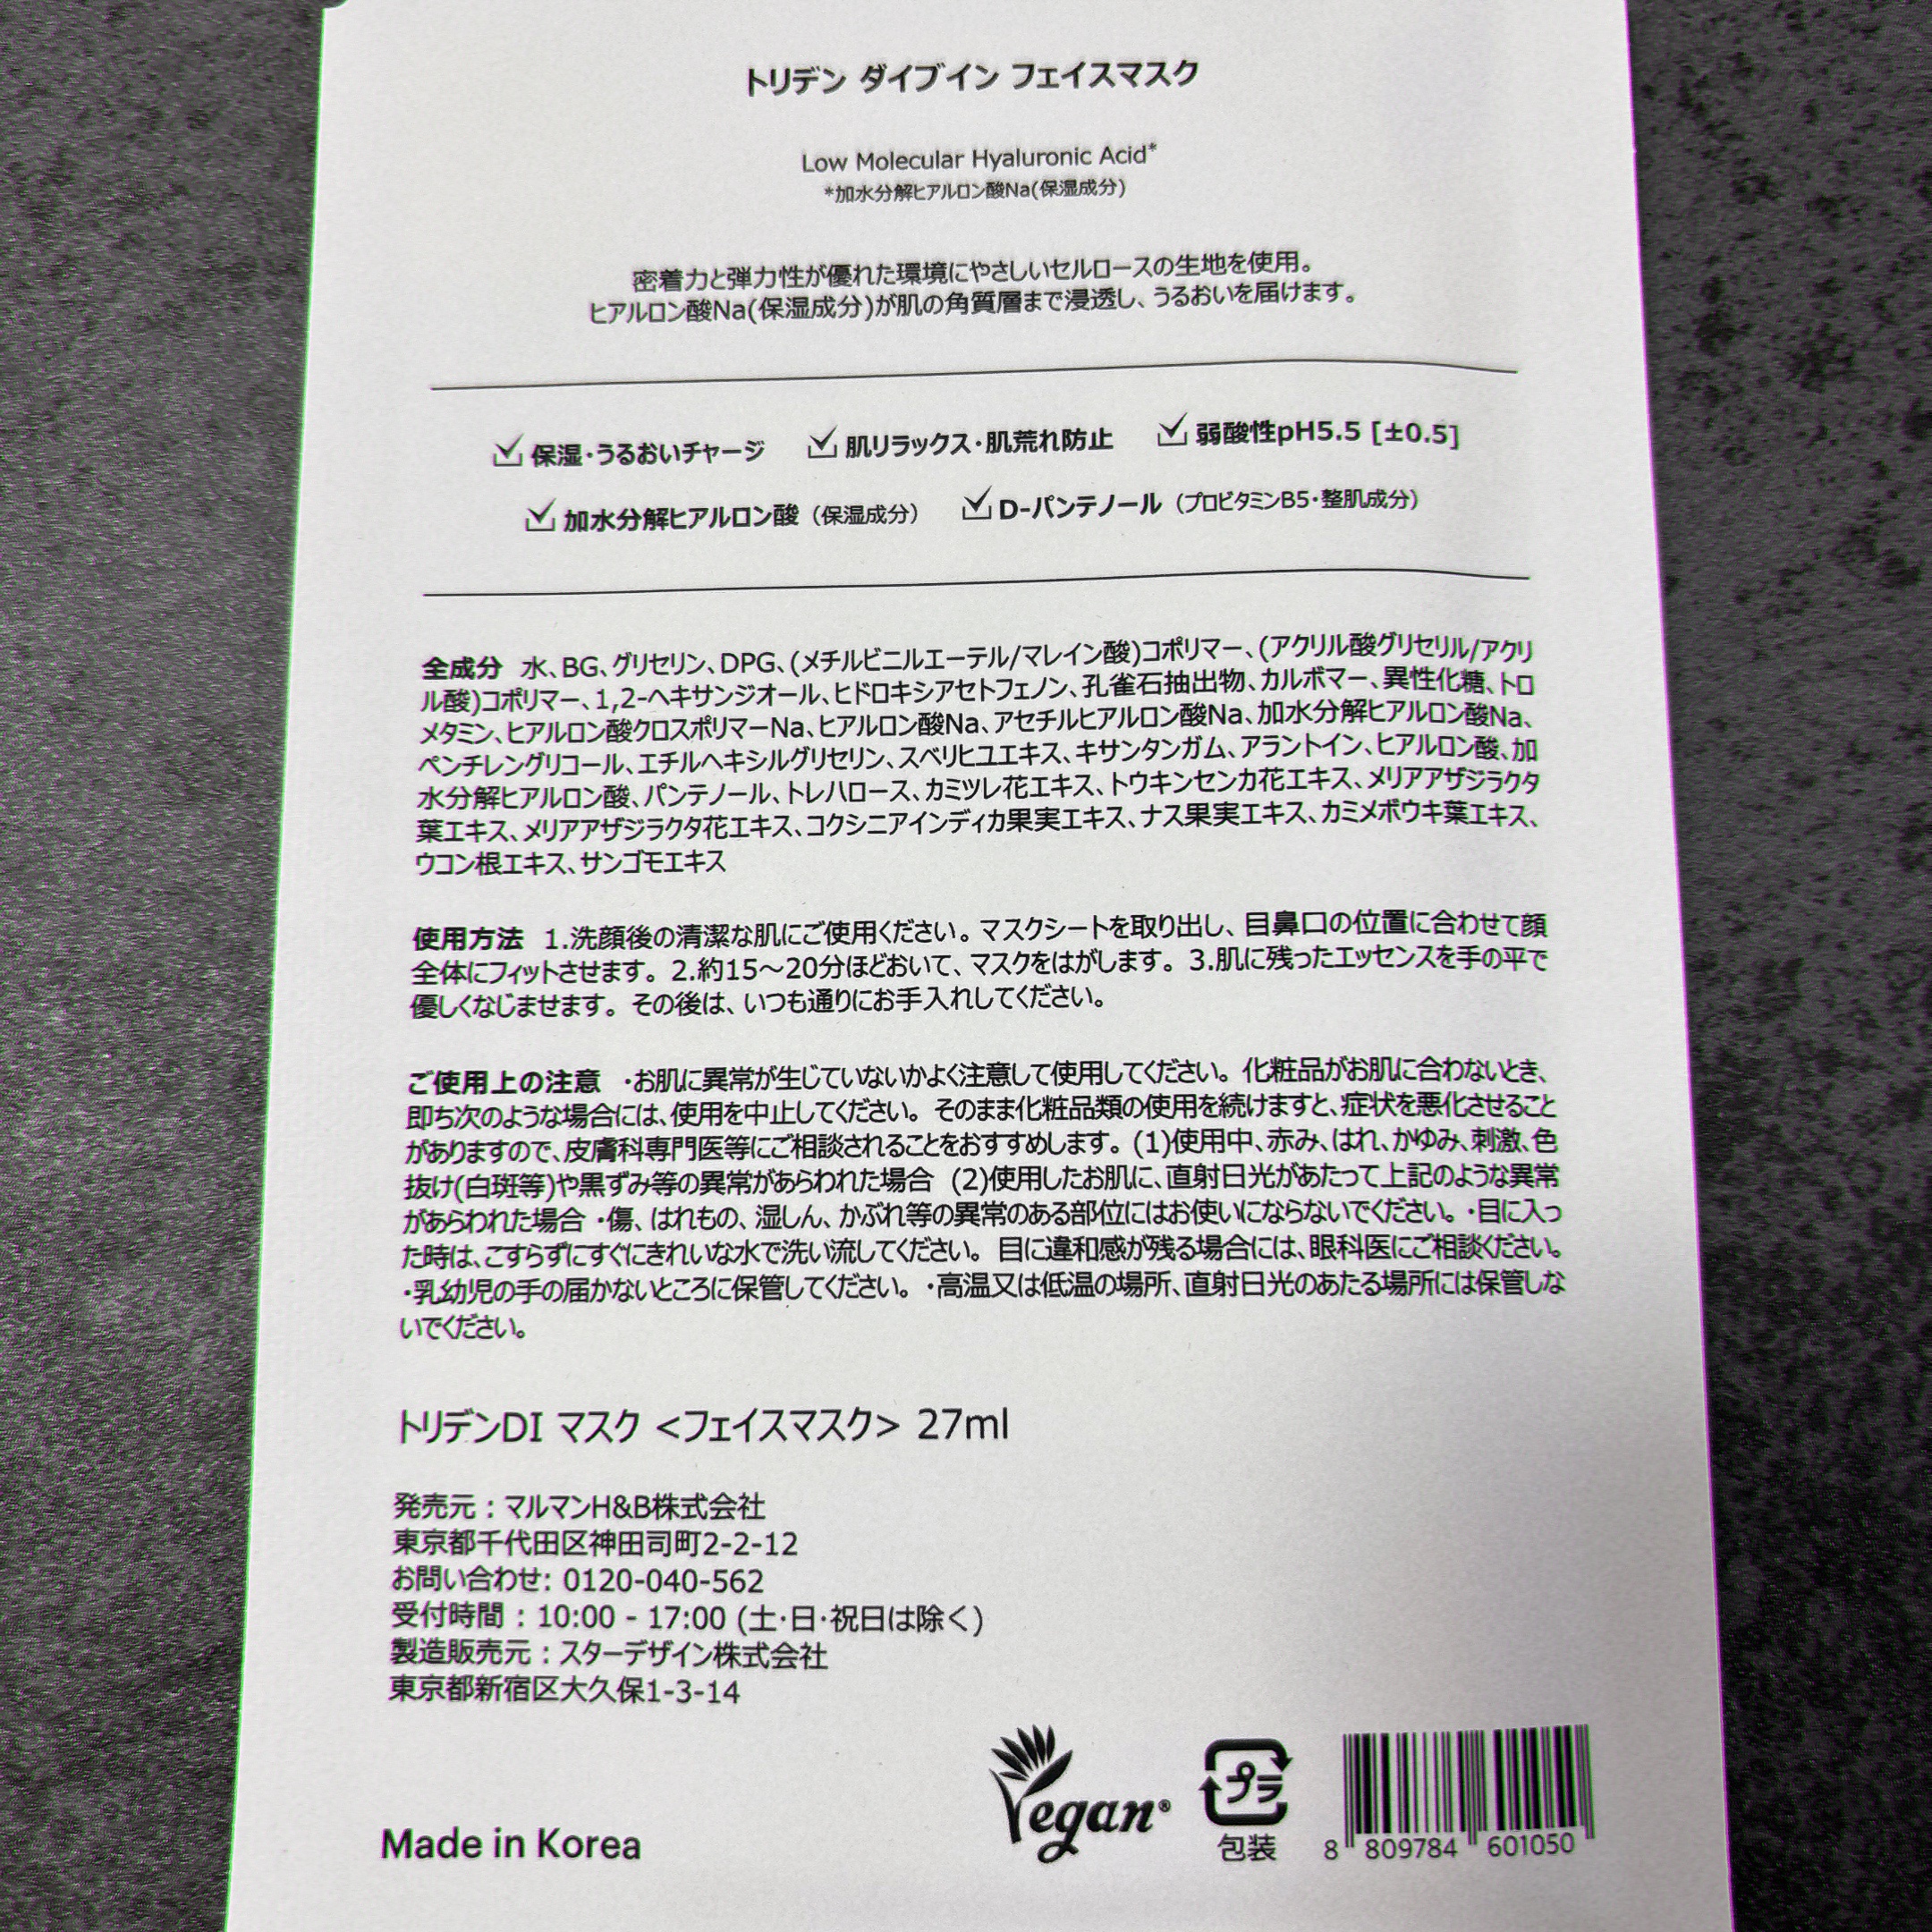 トリデン ダイブイン フェイスマスク
Low Molecular Hyaluronic Acid*
*加水分解ヒアルロン酸Na(保湿成分)
密着力と弾力性が優れた環境にやさしいセルロースの生地を使用。
ヒアルロン酸Na(保湿成分)が肌の角質層まで浸透し、うるおいを届けます。
保湿・うるおいチャージ 肌リラックス・肌荒れ防止 弱酸性pH5.5 [±0.5]
加水分解ヒアルロン酸（保湿成分） D-パンテノール（プロビタミンB5・整肌成分）
全成分 水、BG、グリセリン、DPG、(メチルビニルエーテル/マレイン酸)コポリマー、(アクリル酸グリセリル/アクリ
ル酸)コポリマー、1,2-ヘキサンジオール、ヒドロキシアセトフェノン、孔雀石抽出物、カルボマー、異性化糖、トロ
メタミン、ヒアルロン酸クロスポリマーNa、ヒアルロン酸Na、アセチルヒアルロン酸Na、加水分解ヒアルロン酸Na、
ペンチレングリコール、エチルヘキシルグリセリン、スベリヒユエキス、キサンタンガム、アラントイン、ヒアルロン酸、加
水分解ヒアルロン酸、パンテノール、トレハロース、カミツレ花エキス、トウキンセンカ花エキス、メリアアザジラクタ
葉エキス、メリアアザジラクタ花エキス、コクシニアインディカ果実エキス、ナス果実エキス、カミメボウキ葉エキス、
ウコン根エキス、サンゴモエキス
使用方法 1.洗顔後の清潔な肌にご使用ください。マスクシートを取り出し、目鼻口の位置に合わせて顔
全体にフィットさせます。2.約15～20分ほどおいて、マスクをはがします。3.肌に残ったエッセンスを手の平で
優しくなじませます。その後は、いつも通りにお手入れしてください。
ご使用上の注意 ・お肌に異常が生じていないかよく注意して使用してください。化粧品がお肌に合わないとき、
即ち次のような場合には、使用を中止してください。そのまま化粧品類の使用を続けますと、症状を悪化させること
がありますので、皮膚科専門医等にご相談されることをおすすめします。(1)使用中、赤み、はれ、かゆみ、刺激、色
抜け(白斑等)や黒ずみ等の異常があらわれた場合 (2)使用したお肌に、直射日光があたって上記のような異常
があらわれた場合 ・傷、はれもの、湿しん、かぶれ等の異常のある部位にはお使いにならないでください。・目に入っ
た時は、こすらずにすぐにきれいな水で洗い流してください。目に違和感が残る場合には、眼科医にご相談ください。
・乳幼児の手の届かないところに保管してください。・高温又は低温の場所、直射日光のあたる場所には保管しな
いでください。
トリデンDI マスク <フェイスマスク> 27ml
発売元：マルマンH&B株式会社
東京都千代田区神田司町2-2-12
お問い合わせ: 0120-040-562
受付時間：10:00 - 17:00 (土・日・祝日は除く)
製造販売元：スターデザイン株式会社
東京都新宿区大久保1-3-14
Made in Korea
Vegan®
プラ
包装
8 809784 601050